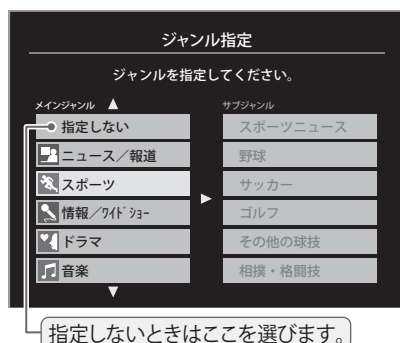 ジャンル指定
ジャンルを指定してください。
メインジャンル
指定しない
ニュース／報道
スポーツ
情報／ﾜｲﾄﾞｼｮｰ
ドラマ
音楽
サブジャンル
スポーツニュース
野球
サッカー
ゴルフ
その他の球技
相撲・格闘技
指定しないときはここを選びます。